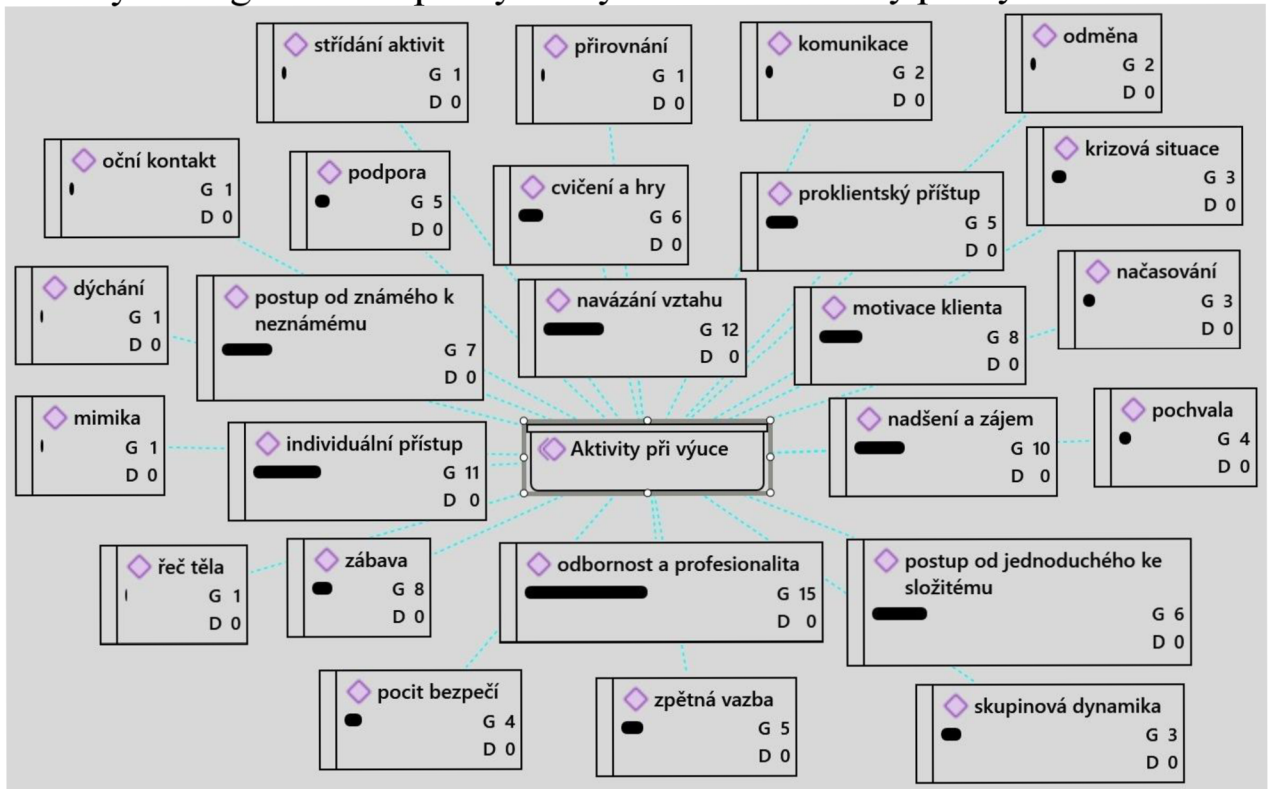 střídání aktivit
G 1
D 0
přirovnání
G 1
D 0
komunikace
G 2
D 0
odměna
G 2
D 0
oční kontakt
G 1
D 0
podpora
G 5
D 0
cvičení a hry
G 6
D 0
proklientský příštup
G 5
D 0
krizová situace
G 3
D 0
dýchání
G 1
D 0
postup od známého k
neznámému
G 7
D 0
navázání vztahu
G 12
D 0
motivace klienta
G 8
D 0
načasování
G 3
D 0
mimika
G 1
D 0
individuální přístup
G 11
D 0
Aktivity při výuce
nadšení a zájem
G 10
D 0
pochvala
G 4
D 0
řeč těla
G 1
D 0
zábava
G 8
D 0
odbornost a profesionalita
G 15
D 0
postup od jednoduchého ke
složitému
G 6
D 0
pocit bezpečí
G 4
D 0
zpětná vazba
G 5
D 0
skupinová dynamika
G 3
D 0